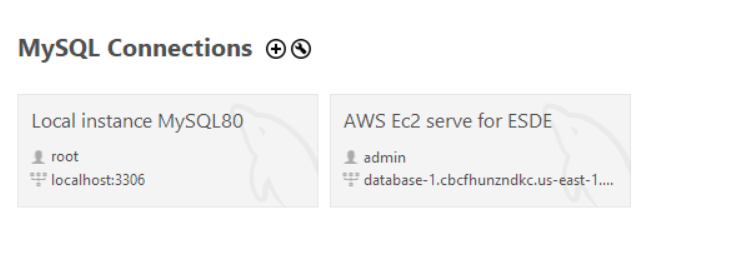 MySQL Connections
Local instance MySQL80
root
localhost:3306
AWS Ec2 serve for ESDE
admin
database-1.cbcfhunzndkc.us-east-1....